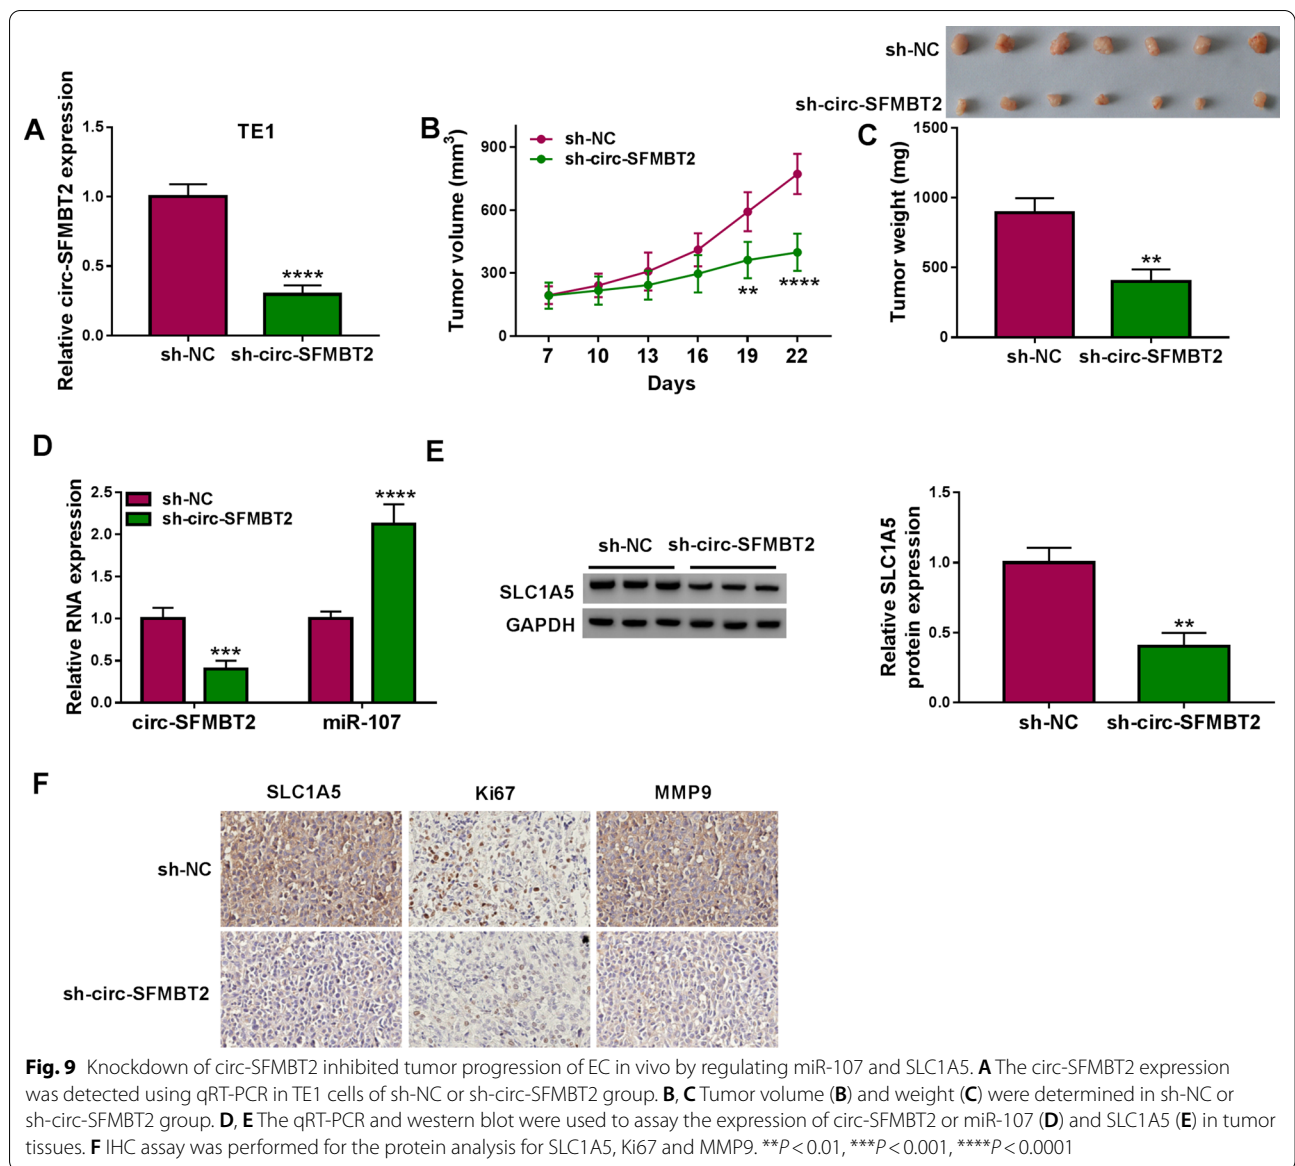 sh-NC
sh-circ-SFMBT2
A
TE1
Relative circ-SFMBT2 expression
1.5
1.0
0.5
0.0
****
sh-NC
sh-circ-SFMBT2
B
sh-NC
sh-circ-SFMBT2
Tumor volume (mm³)
900
600
300
0
**
****
7
10
13
16
19
22
Days
C
Tumor weight (mg)
1500
1000
500
0
**
sh-NC
sh-circ-SFMBT2
D
sh-NC
sh-circ-SFMBT2
Relative RNA expression
2.5
2.0
1.5
1.0
0.5
0.0
***
****
circ-SFMBT2
miR-107
E
sh-NC
sh-circ-SFMBT2
SLC1A5
GAPDH
Relative SLC1A5
protein expression
1.5
1.0
0.5
0.0
**
sh-NC
sh-circ-SFMBT2
F
SLC1A5
Ki67
MMP9
sh-NC
sh-circ-SFMBT2
Fig. 9 Knockdown of circ-SFMBT2 inhibited tumor progression of EC in vivo by regulating miR-107 and SLC1A5. A The circ-SFMBT2 expression
was detected using qRT-PCR in TE1 cells of sh-NC or sh-circ-SFMBT2 group. B, C Tumor volume (B) and weight (C) were determined in sh-NC or
sh-circ-SFMBT2 group. D, E The qRT-PCR and western blot were used to assay the expression of circ-SFMBT2 or miR-107 (D) and SLC1A5 (E) in tumor
tissues. F IHC assay was performed for the protein analysis for SLC1A5, Ki67 and MMP9. **P < 0.01, ***P < 0.001, ****P < 0.0001